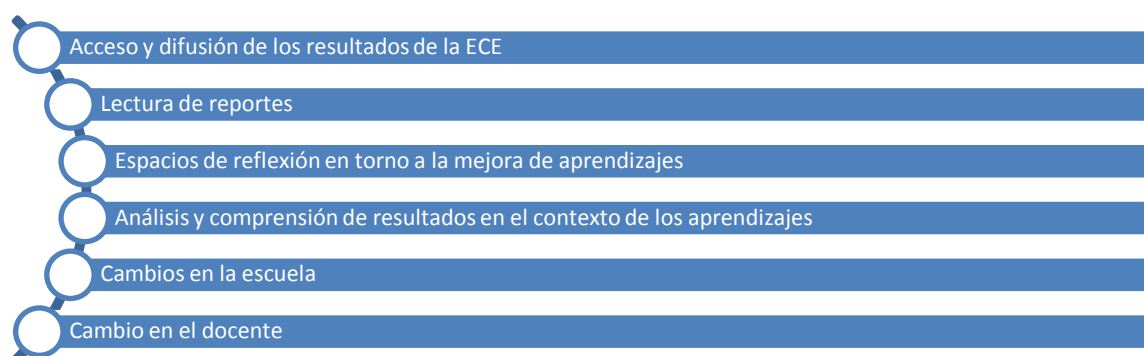 Acceso y difusión de los resultados de la ECE
Lectura de reportes
Espacios de reflexión en torno a la mejora de aprendizajes
Análisis y comprensión de resultados en el contexto de los aprendizajes
Cambios en la escuela
Cambio en el docente